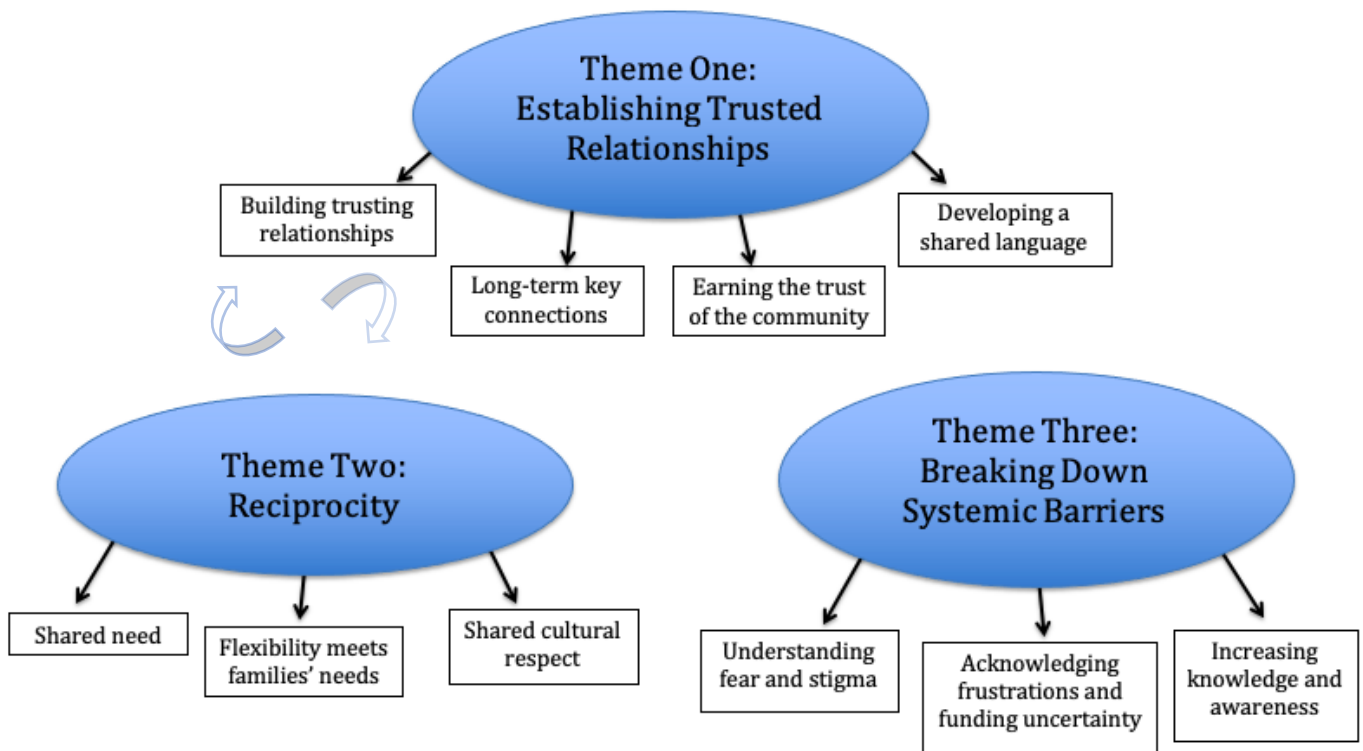 Theme One:
Establishing Trusted
Relationships
Building trusting
relationships
Long-term key
connections
Earning the trust
of the community
Developing a
shared language
Theme Two:
Reciprocity
Shared need
Flexibility meets
families’ needs
Shared cultural
respect
Theme Three:
Breaking Down
Systemic Barriers
Understanding
fear and stigma
Acknowledging
frustrations and
funding uncertainty
Increasing
knowledge and
awareness